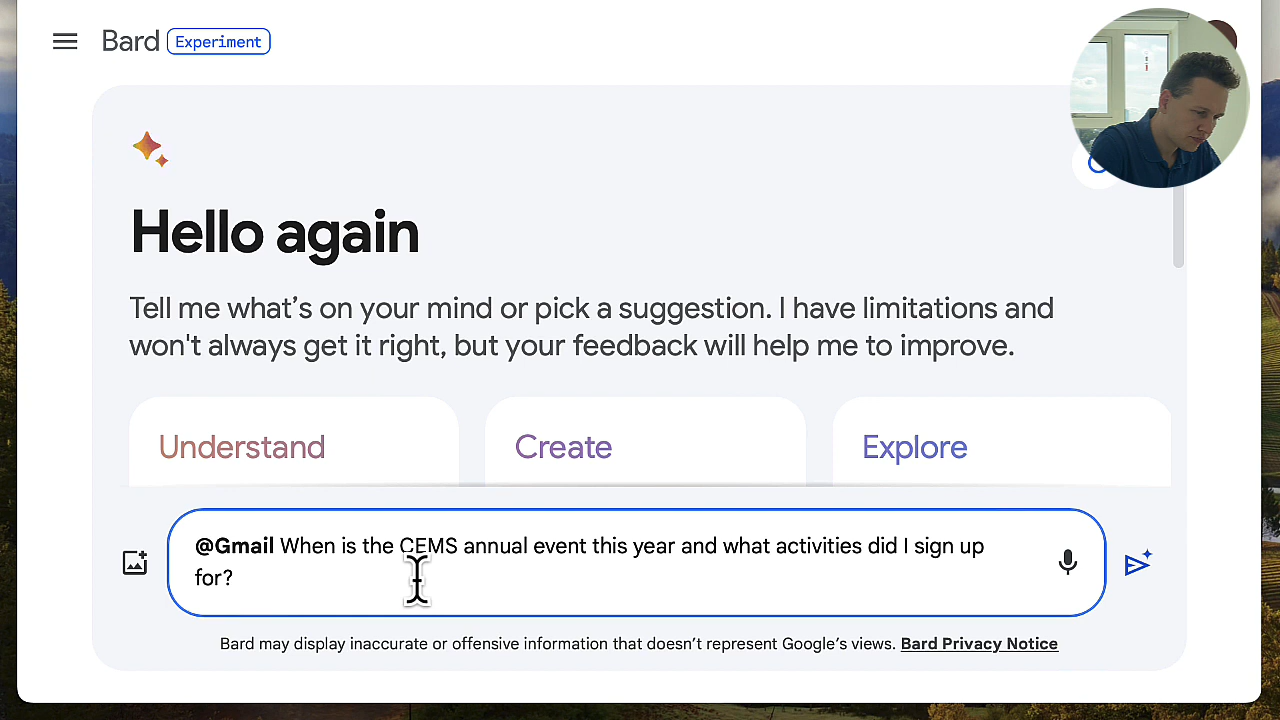 Bard Experiment
Hello again
Tell me what’s on your mind or pick a suggestion. I have limitations and
won't always get it right, but your feedback will help me to improve.
Understand
Create
Explore
@Gmail When is the CEMS annual event this year and what activities did I sign up
for?
Bard may display inaccurate or offensive information that doesn’t represent Google’s views. Bard Privacy Notice